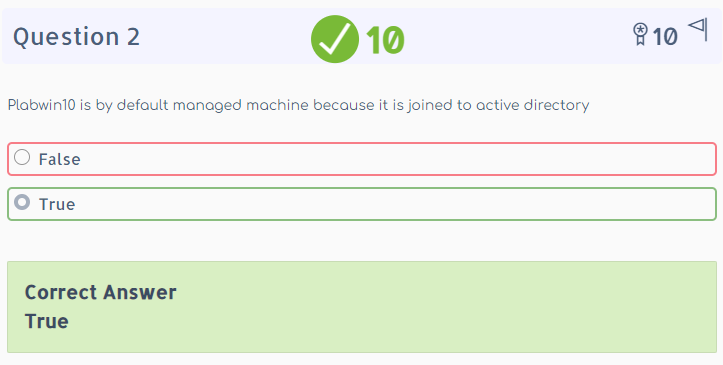 Question 2
10
10
Plabwin10 is by default managed machine because it is joined to active directory
False
True
Correct Answer
True